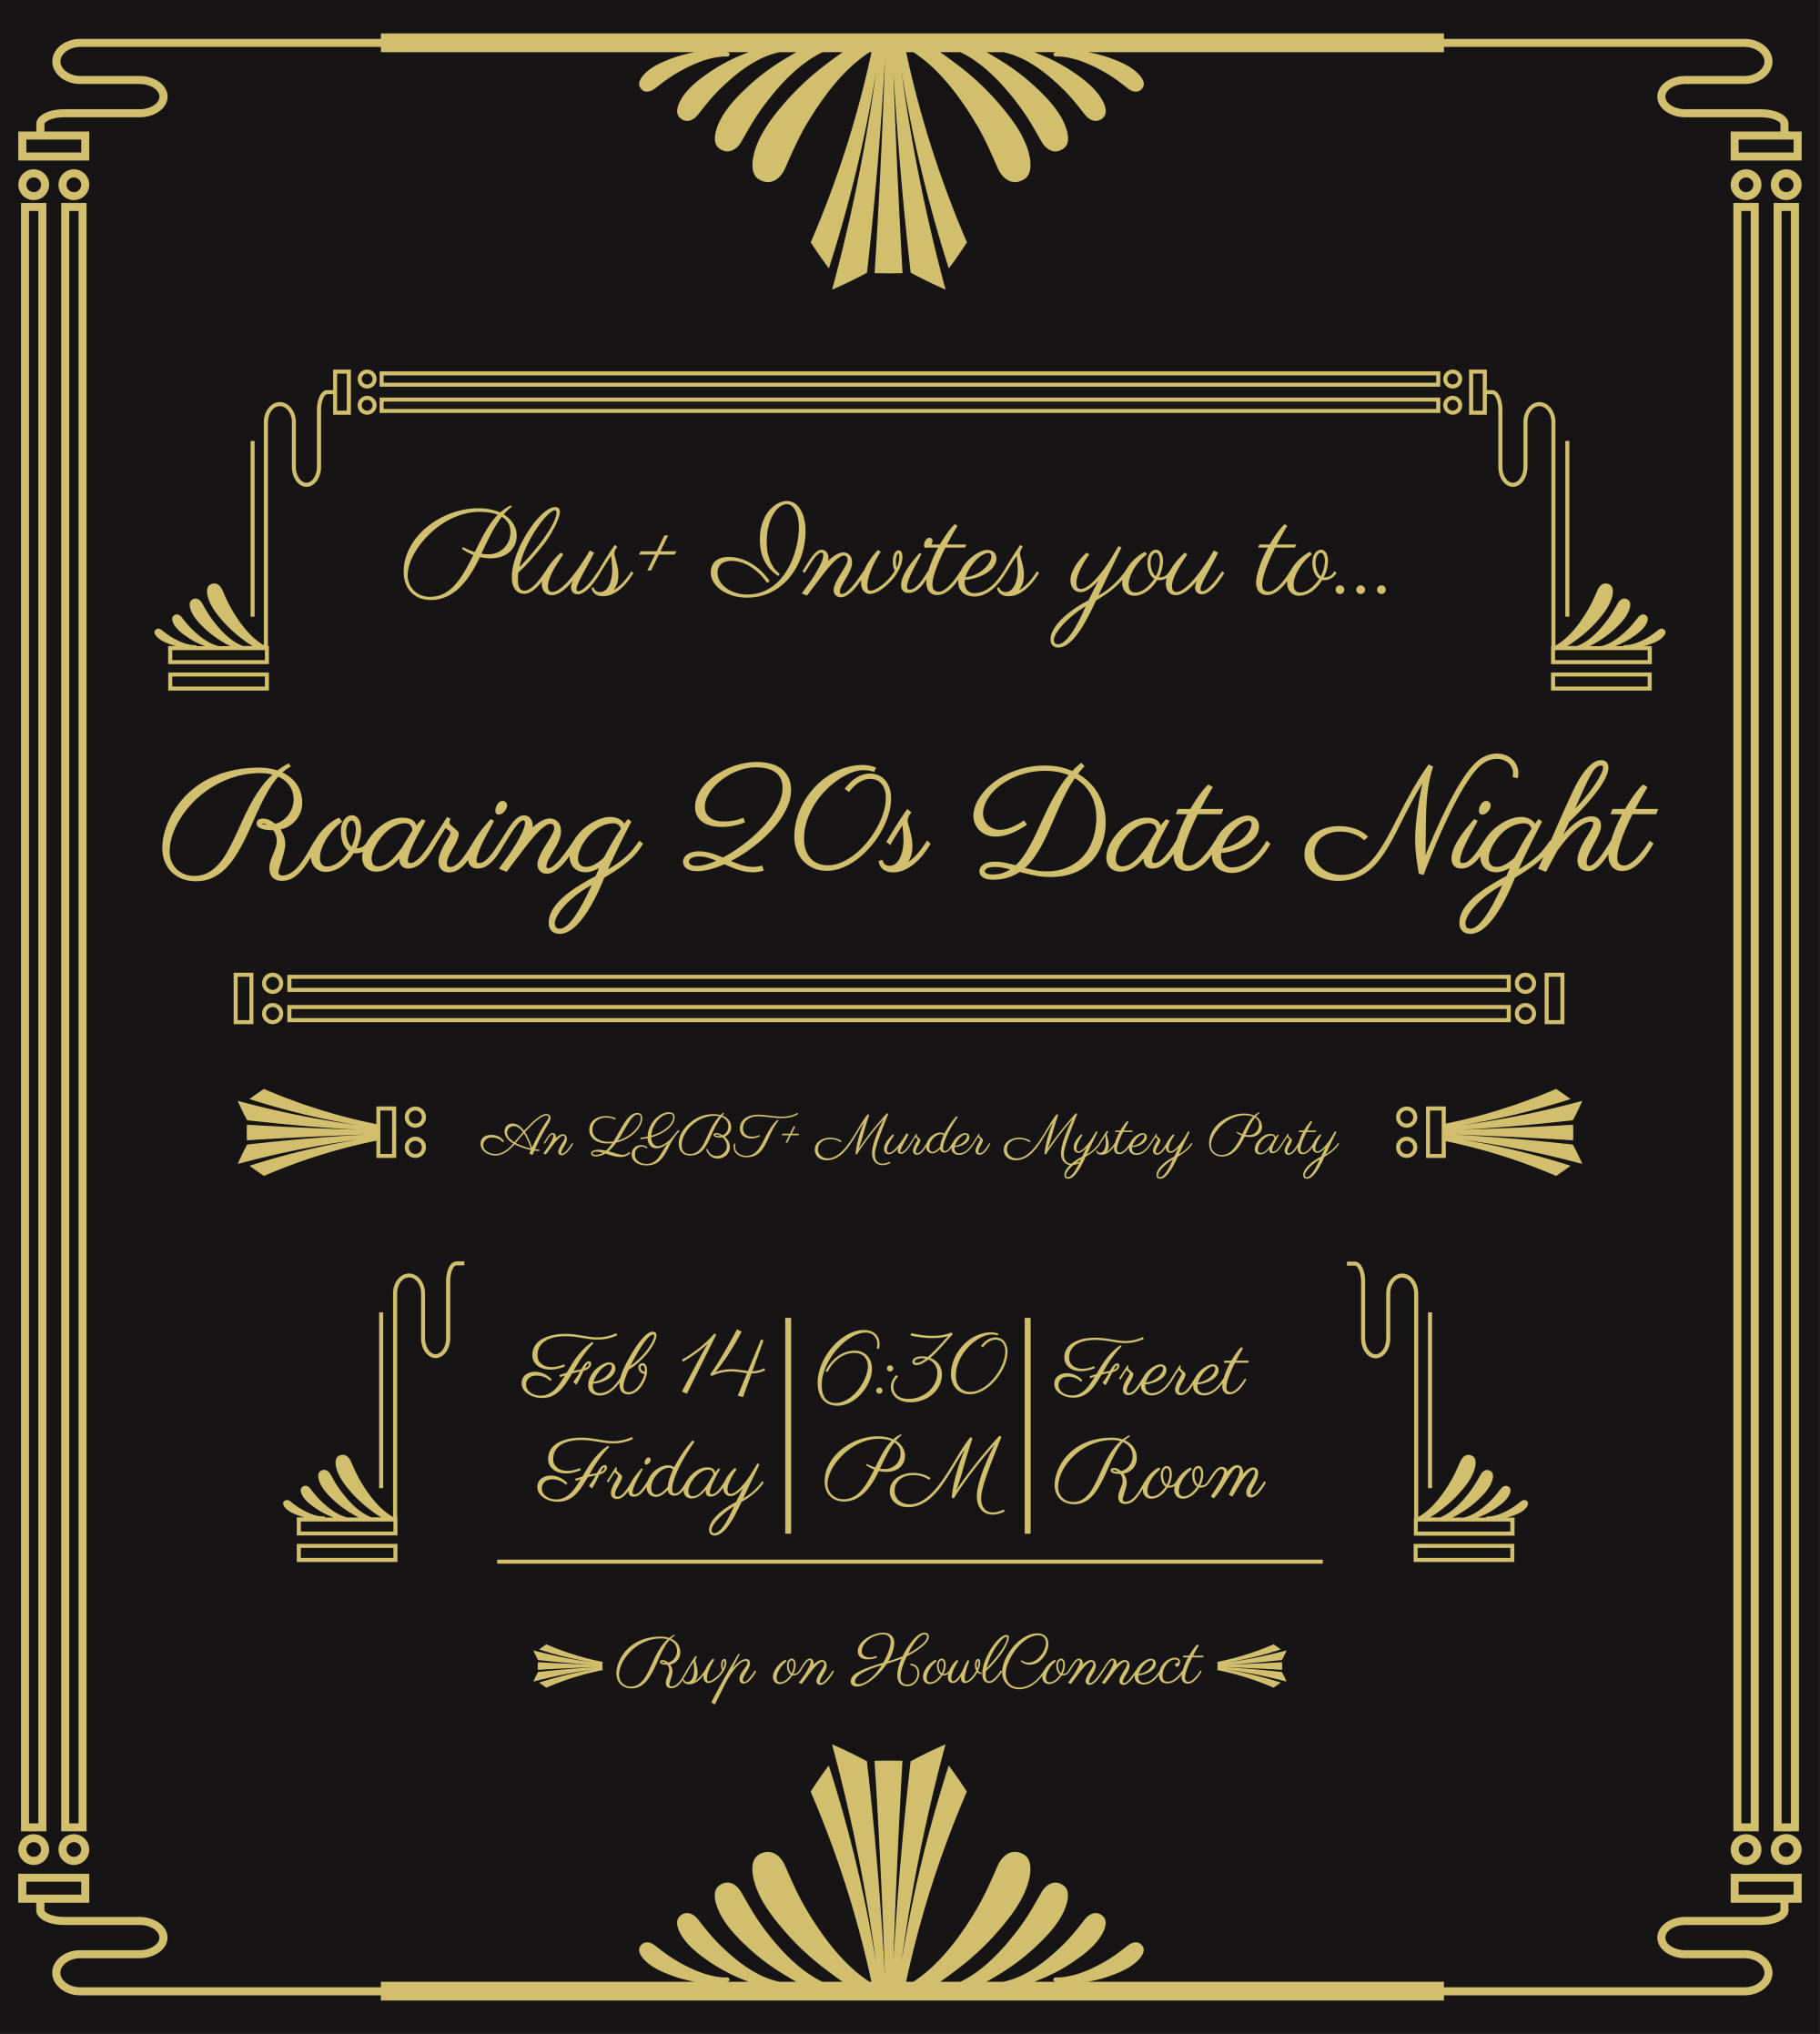 Plus+ Invites you to...
Roaring 20s Date Night
An LGBT+ Murder Mystery Party
Feb 14 Friday
6:30 PM
Freret Room
Rsvp on HowlConnect